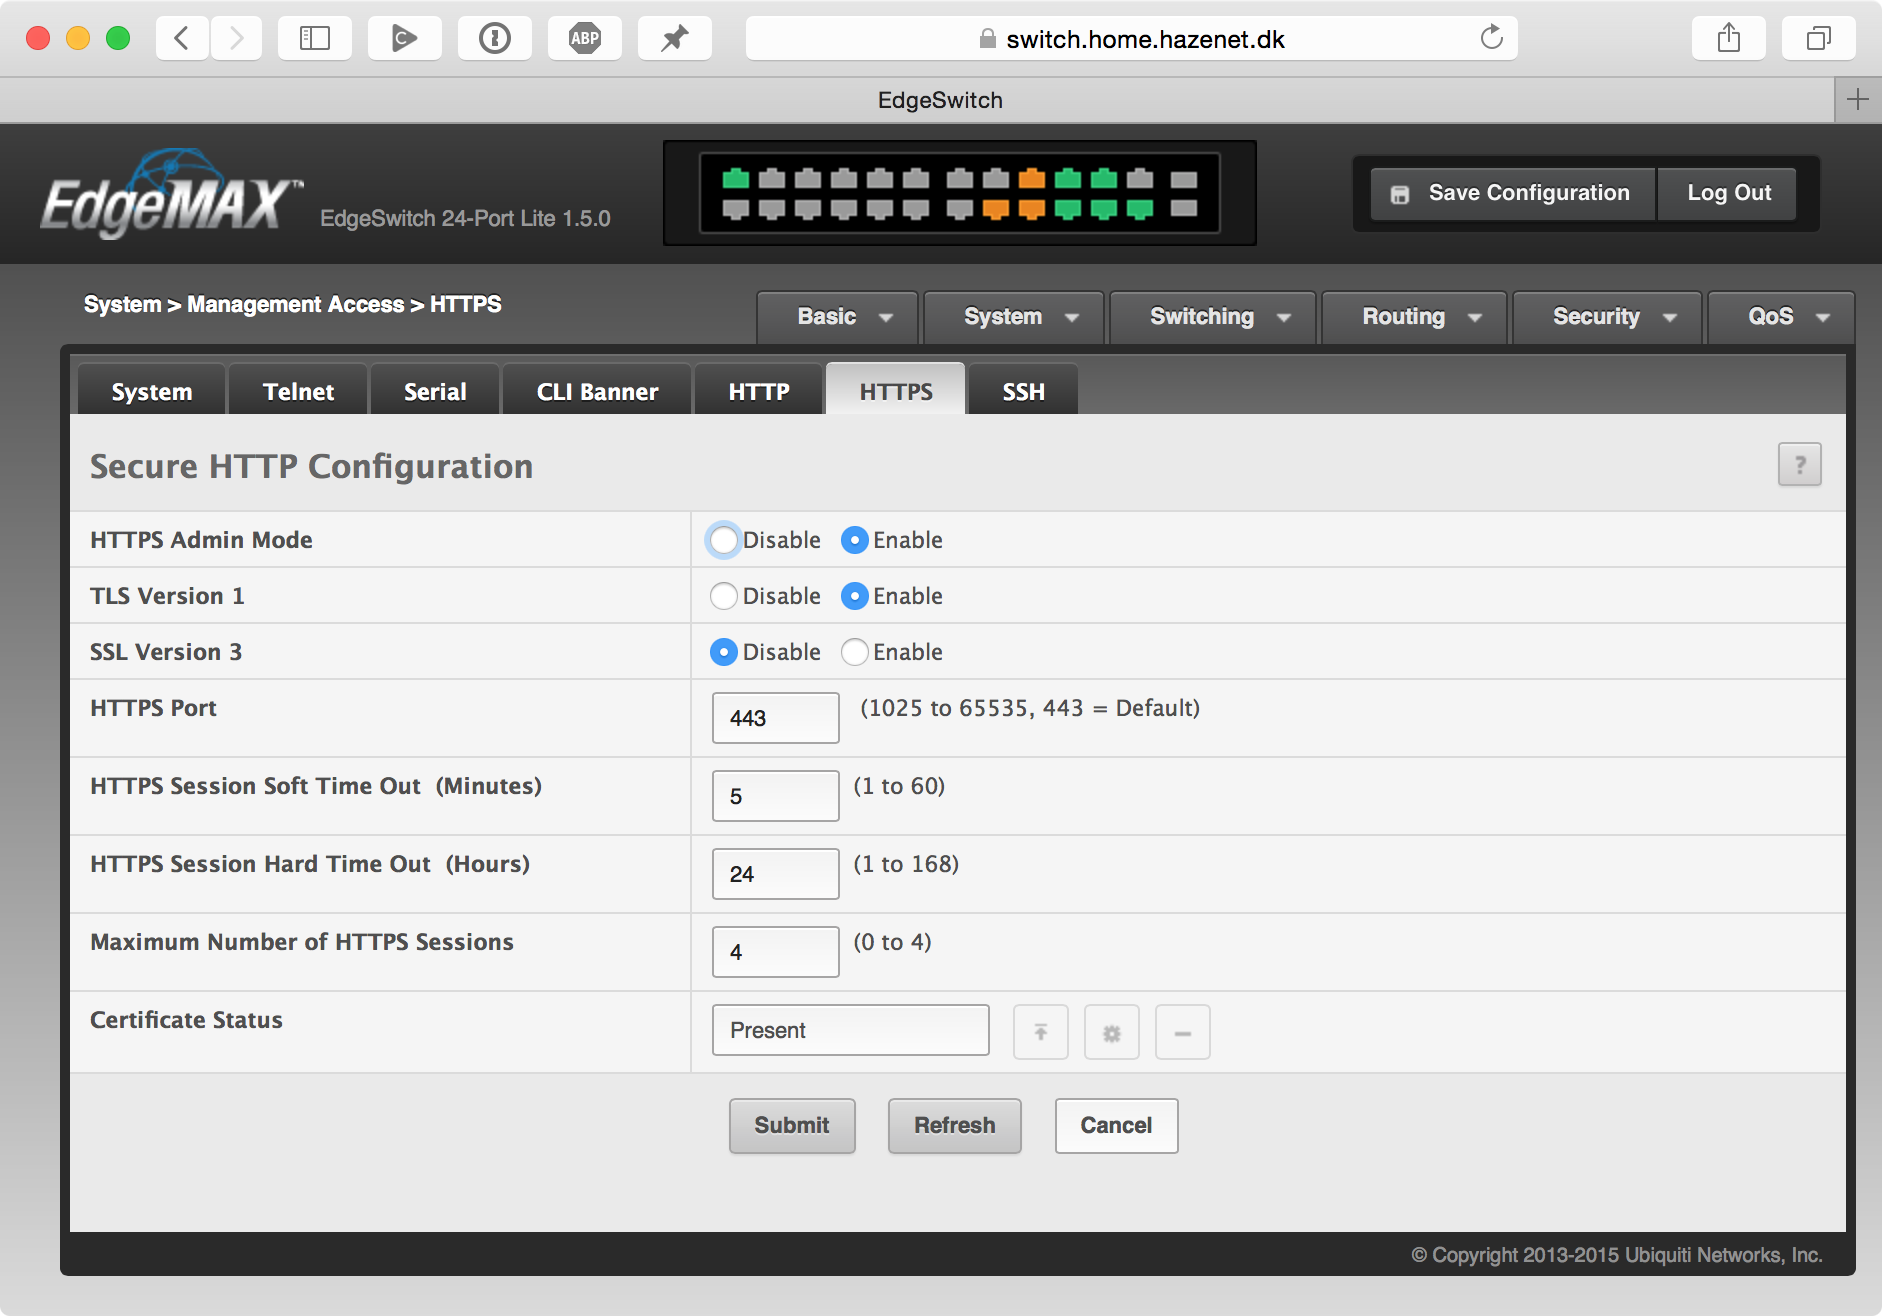 ABP
switch.home.hazenet.dk
EdgeSwitch
EdgeMAX™
EdgeSwitch 24-Port Lite 1.5.0
Save Configuration
Log Out
System > Management Access > HTTPS
Basic
System
Switching
Routing
Security
QoS
System
Telnet
Serial
CLI Banner
HTTP
HTTPS
SSH
Secure HTTP Configuration
?
HTTPS Admin Mode
Disable
Enable
TLS Version 1
Disable
Enable
SSL Version 3
Disable
Enable
HTTPS Port
443
(1025 to 65535, 443 = Default)
HTTPS Session Soft Time Out (Minutes)
5
(1 to 60)
HTTPS Session Hard Time Out (Hours)
24
(1 to 168)
Maximum Number of HTTPS Sessions
4
(0 to 4)
Certificate Status
Present
Submit
Refresh
Cancel
© Copyright 2013-2015 Ubiquiti Networks, Inc.